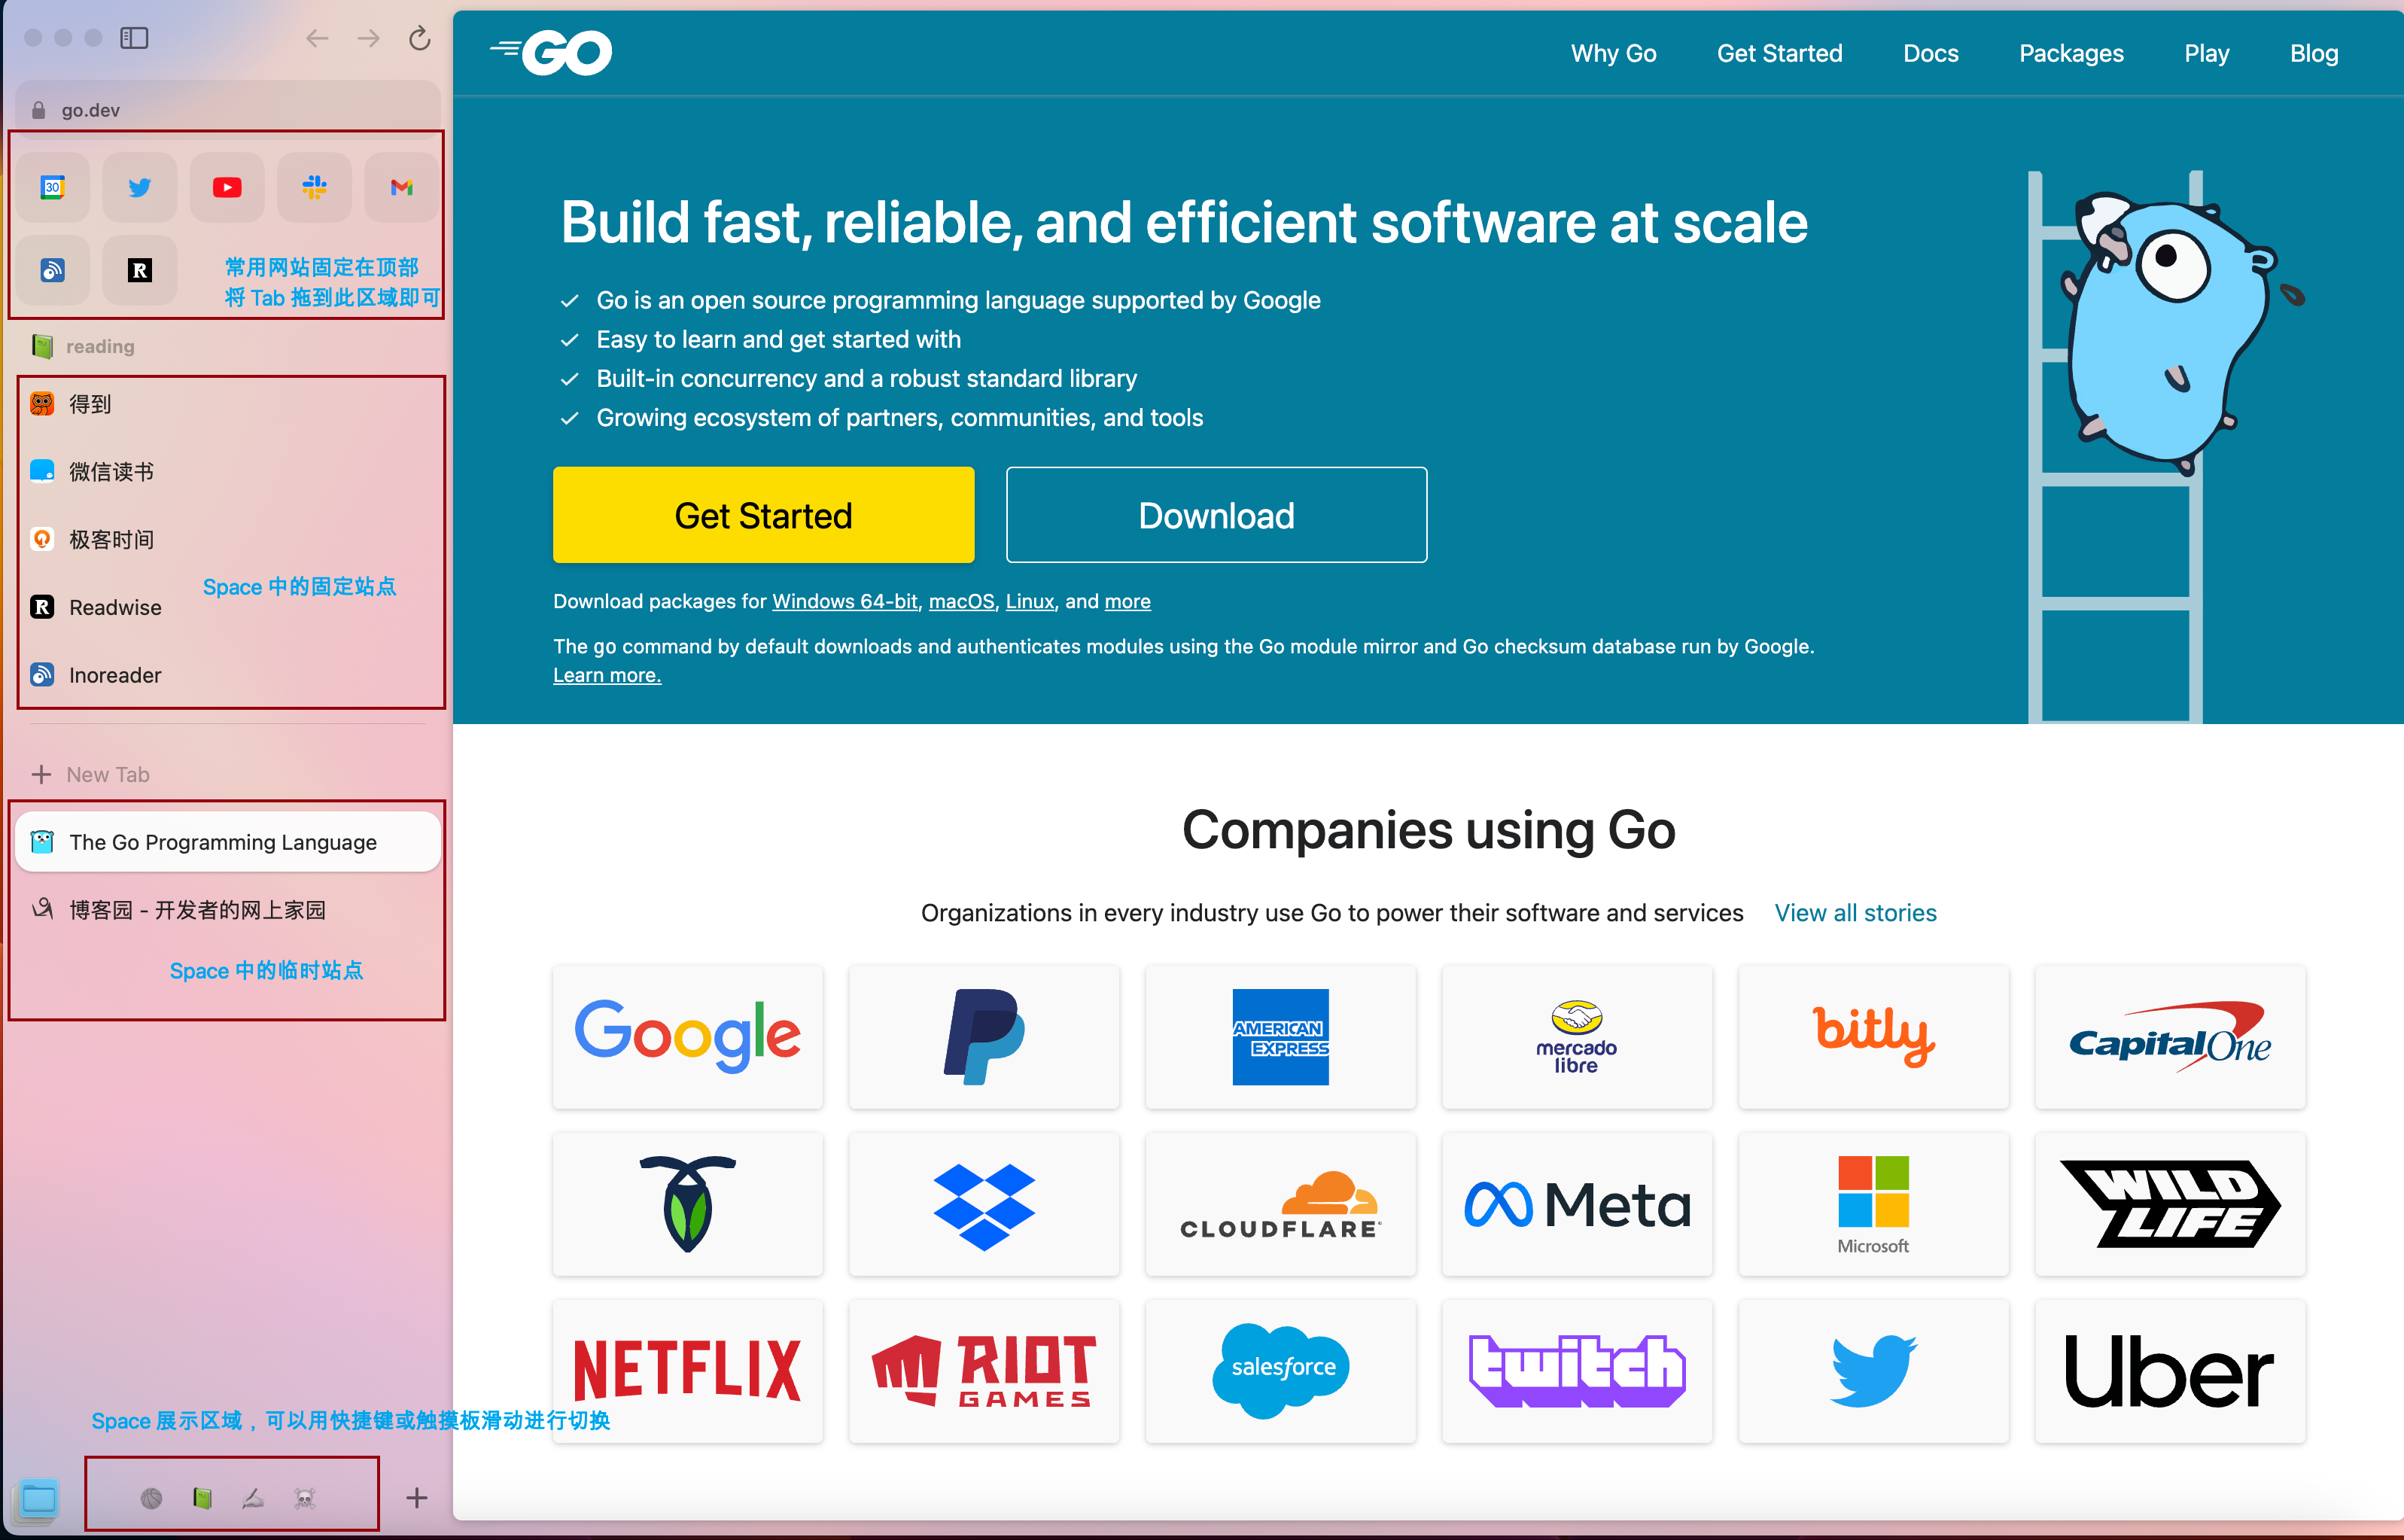 go.dev
30
常用网站固定在顶部
将 Tab 拖到此区域即可
reading
得到
微信读书
极客时间
Readwise
Inoreader
Space 中的固定站点
New Tab
The Go Programming Language
博客园 - 开发者的网上家园
Space 中的临时站点
Space 展示区域，可以用快捷键或触摸板滑动进行切换
GO
Why Go
Get Started
Docs
Packages
Play
Blog
Build fast, reliable, and efficient software at scale
Go is an open source programming language supported by Google
Easy to learn and get started with
Built-in concurrency and a robust standard library
Growing ecosystem of partners, communities, and tools
Get Started
Download
Download packages for Windows 64-bit, macOS, Linux, and more
The go command by default downloads and authenticates modules using the Go module mirror and Go checksum database run by Google.
Learn more.
Companies using Go
Organizations in every industry use Go to power their software and services View all stories
Google
AMERICAN
EXPRESS
mercado
libre
bitly
Capital One
CLOUDFLARE
Meta
Microsoft
WILD
LIFE
NETFLIX
RIOT
GAMES
salesforce
twitch
Uber